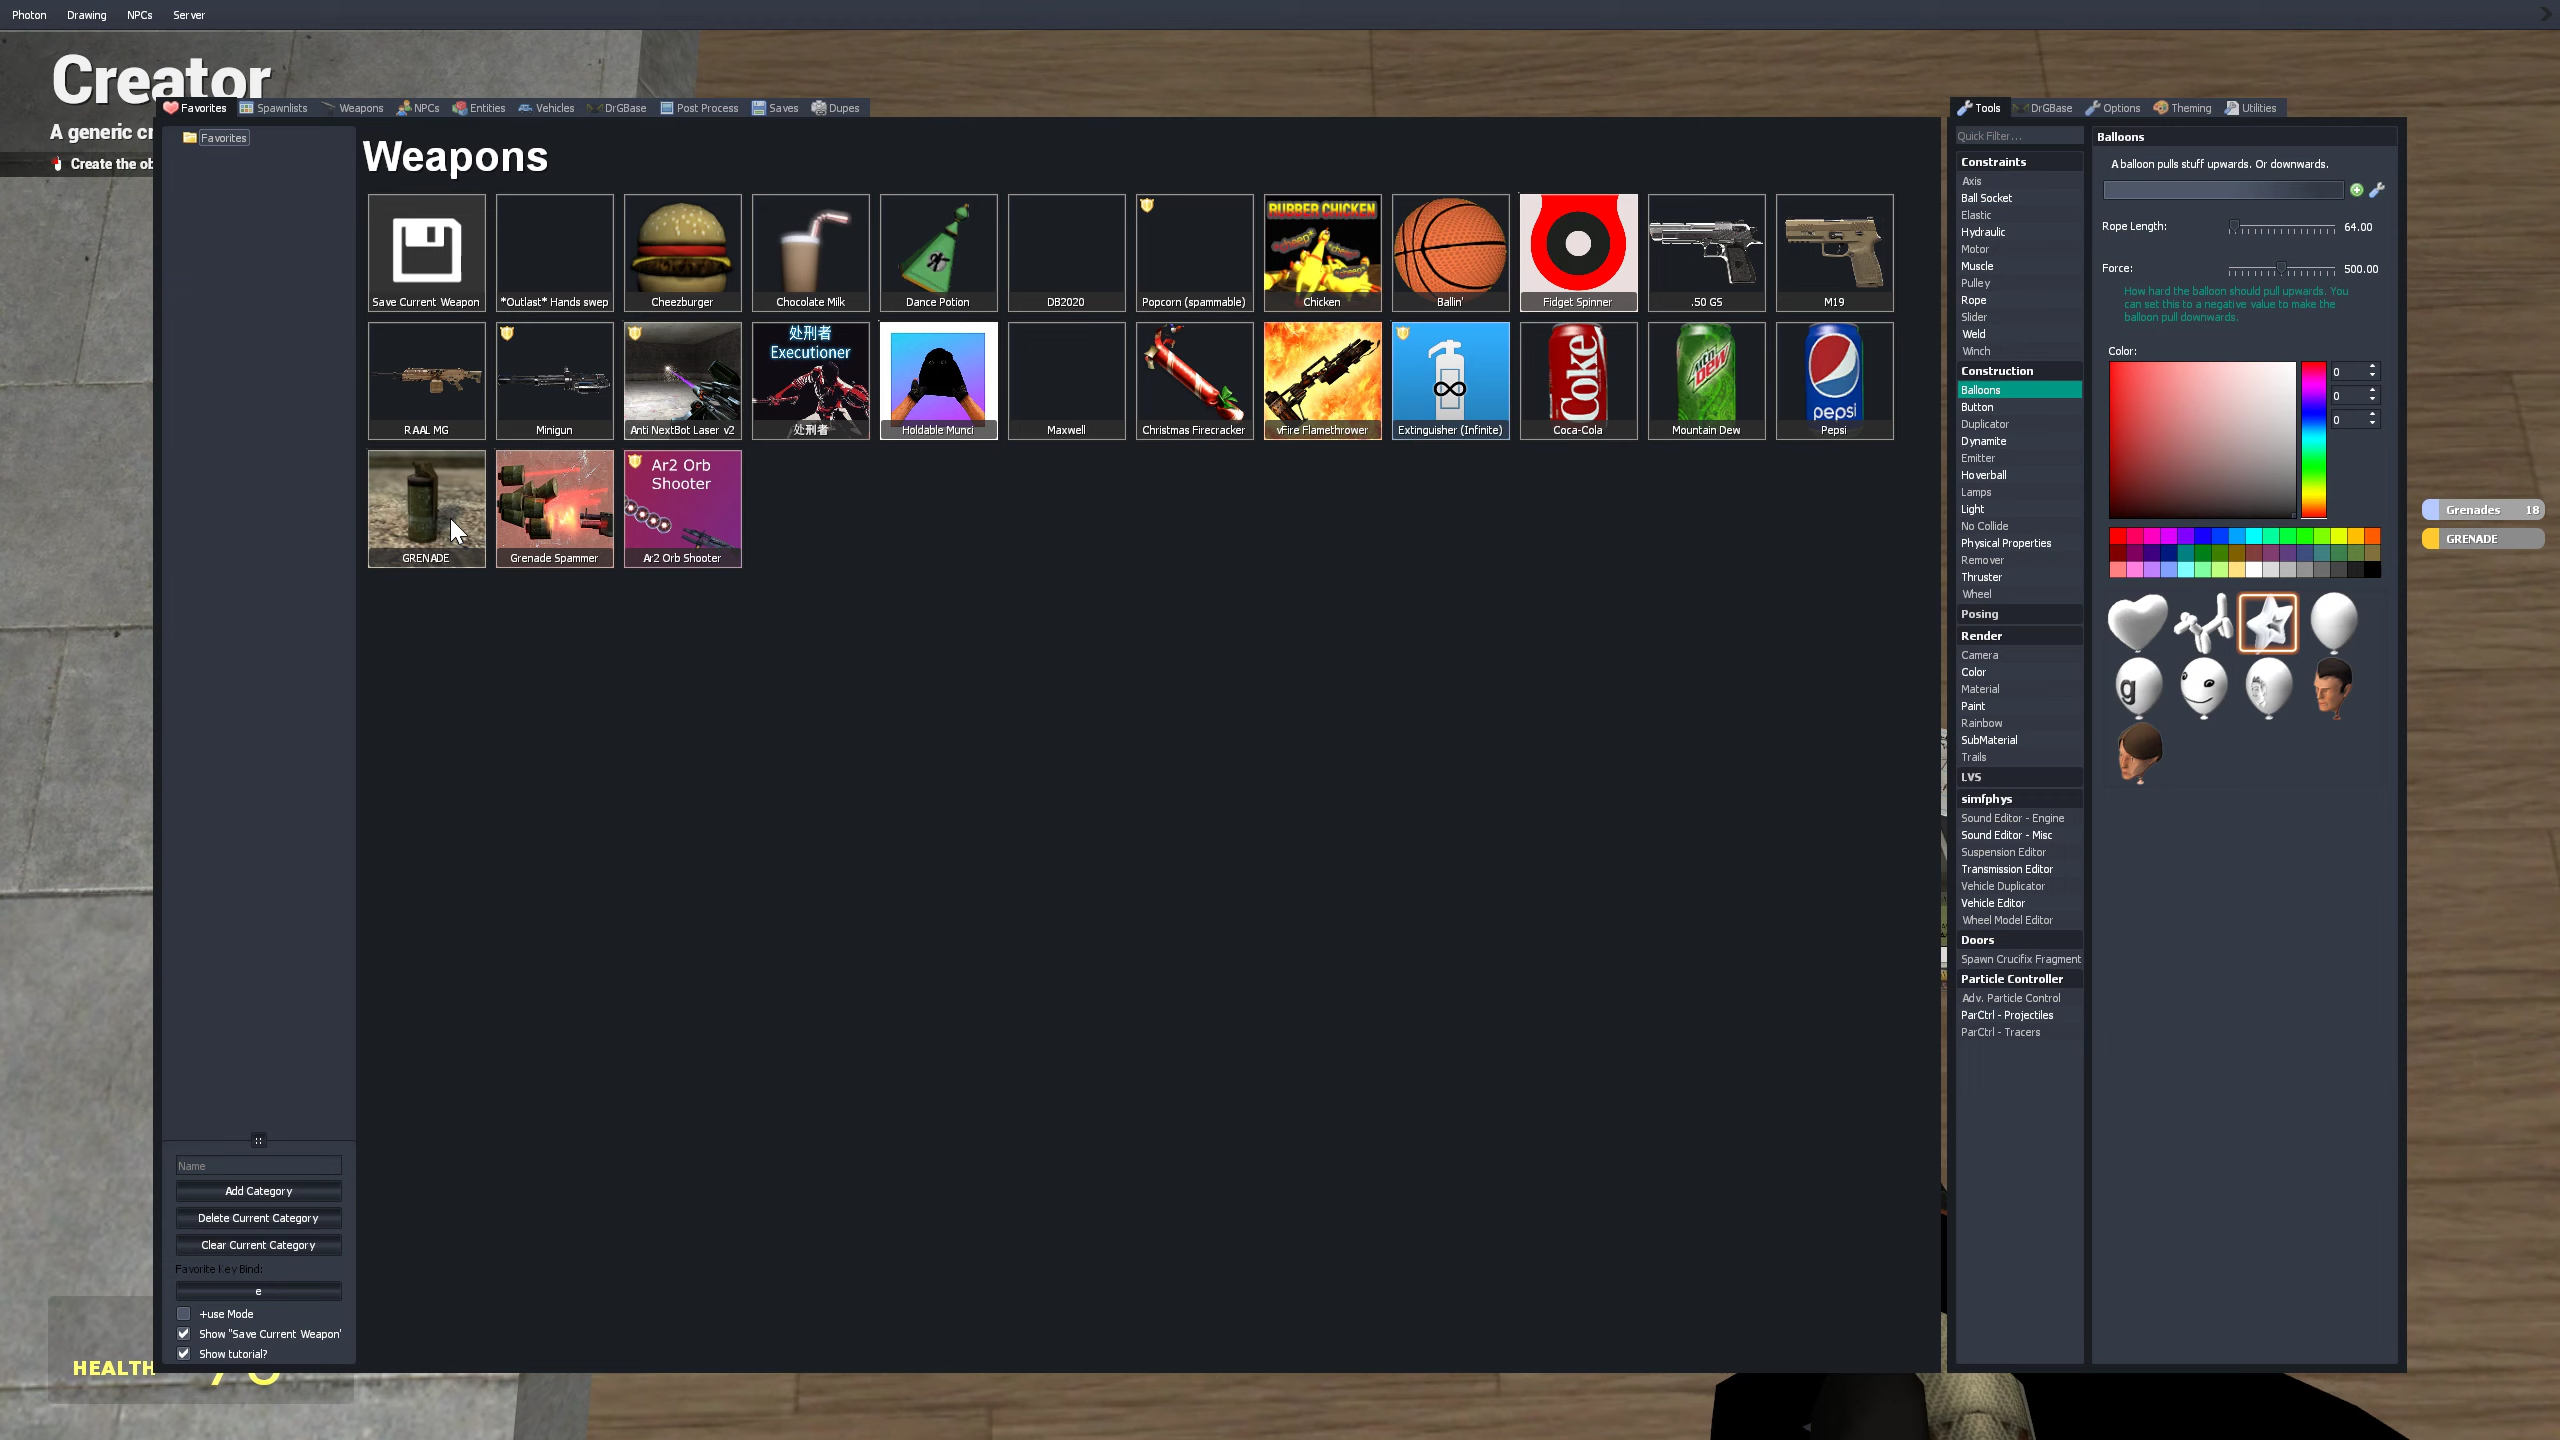 Photon Drawing NPCs Server
Creator
A generic cr
Create the ob
Favorites Spawnlists Weapons NPCs Entities Vehicles DrGBase Post Process Saves Dupes
Favorites
Weapons
Save Current Weapon
*Outlast* Hands swep
Cheezburger
Chocolate Milk
Dance Potion
DB2020
Popcorn (spammable)
RUBBER CHICKEN
Chicken
Ballin'
Fidget Spinner
.50 GS
M19
RAAL MG
Minigun
Anti NextBot Laser v2
处刑者
Executioner
处刑者
Holdable Munci
Maxwell
Christmas Firecracker
vFire Flamethrower
Extinguisher (Infinite)
Coke
Coca-Cola
Mtn Dew
Mountain Dew
pepsi
Pepsi
GRENADE
Grenade Spammer
Ar2 Orb
Shooter
Ar2 Orb Shooter
Name
Add Category
Delete Current Category
Clear Current Category
Favorite Key Bind:
e
+use Mode
Show "Save Current Weapon"
Show tutorial?
HEALTH
Tools DrGBase Options Theming Utilities
Quick Filter...
Constraints
Axis
Ball Socket
Elastic
Hydraulic
Motor
Muscle
Pulley
Rope
Slider
Weld
Winch
Construction
Balloons
Button
Duplicator
Dynamite
Emitter
Hoverball
Lamps
Light
No Collide
Physical Properties
Remover
Thruster
Wheel
Posing
Render
Camera
Color
Material
Paint
Rainbow
SubMaterial
Trails
LVS
simfphys
Sound Editor - Engine
Sound Editor - Misc
Suspension Editor
Transmission Editor
Vehicle Duplicator
Vehicle Editor
Wheel Model Editor
Doors
Spawn Crucifix Fragment
Particle Controller
Adv. Particle Control
ParCtrl - Projectiles
ParCtrl - Tracers
Balloons
A balloon pulls stuff upwards. Or downwards.
Rope Length: 64.00
Force: 500.00
How hard the balloon should pull upwards. You
can set this to a negative value to make the
balloon pull downwards.
Color:
0
0
0
g
Grenades 18
GRENADE